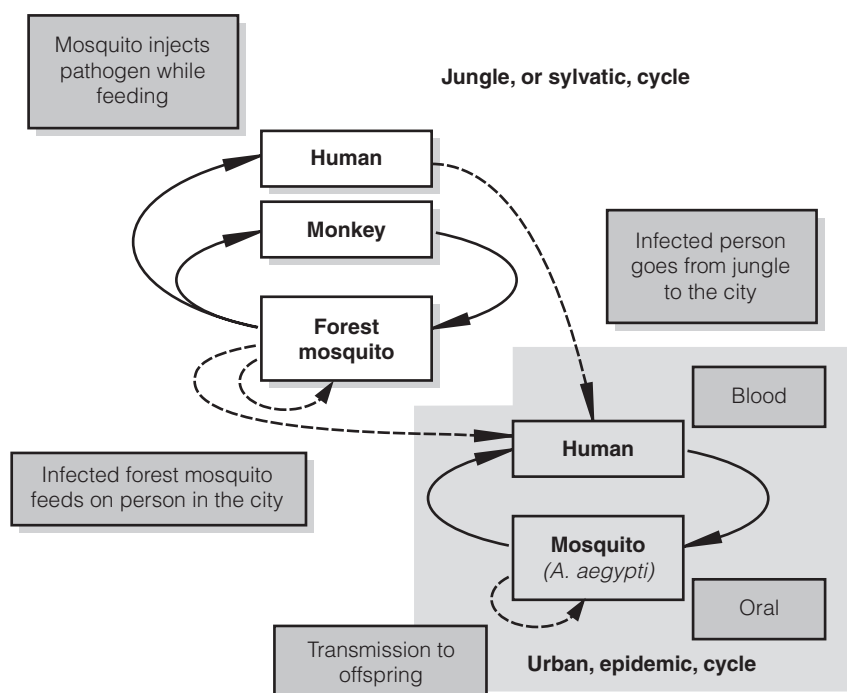 Mosquito injects
pathogen while
feeding
Jungle, or sylvatic, cycle
Human
Monkey
Forest
mosquito
Infected person
goes from jungle
to the city
Blood
Human
Infected forest mosquito
feeds on person in the city
Mosquito
(A. aegypti)
Oral
Transmission to
offspring
Urban, epidemic, cycle